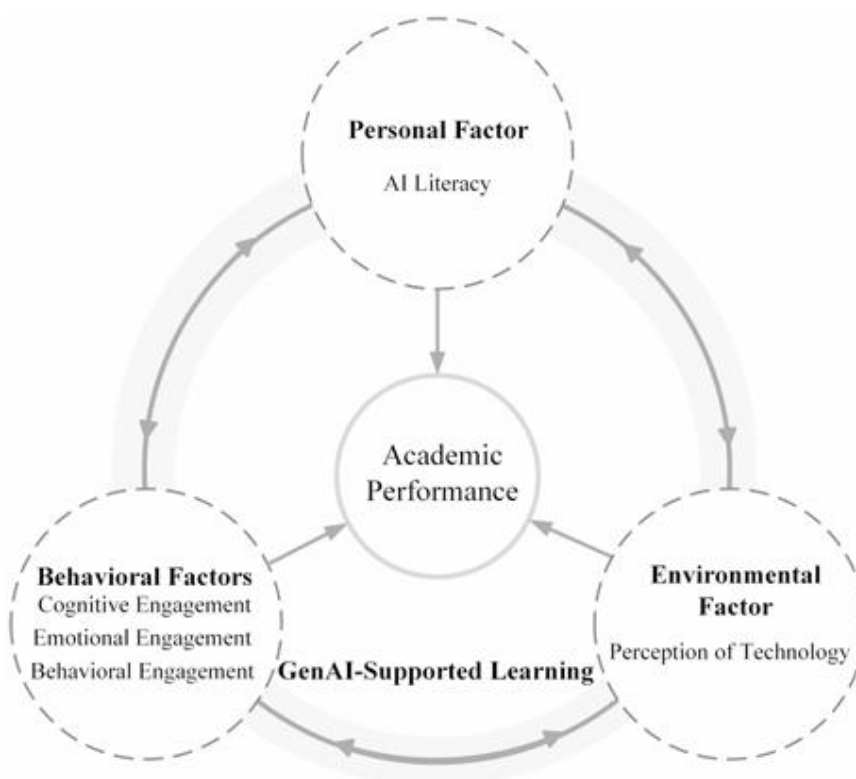 Personal Factor
AI Literacy
Academic
Performance
Behavioral Factors
Cognitive Engagement
Emotional Engagement
Behavioral Engagement
Environmental
Factor
Perception of Technology
GenAI-Supported Learning